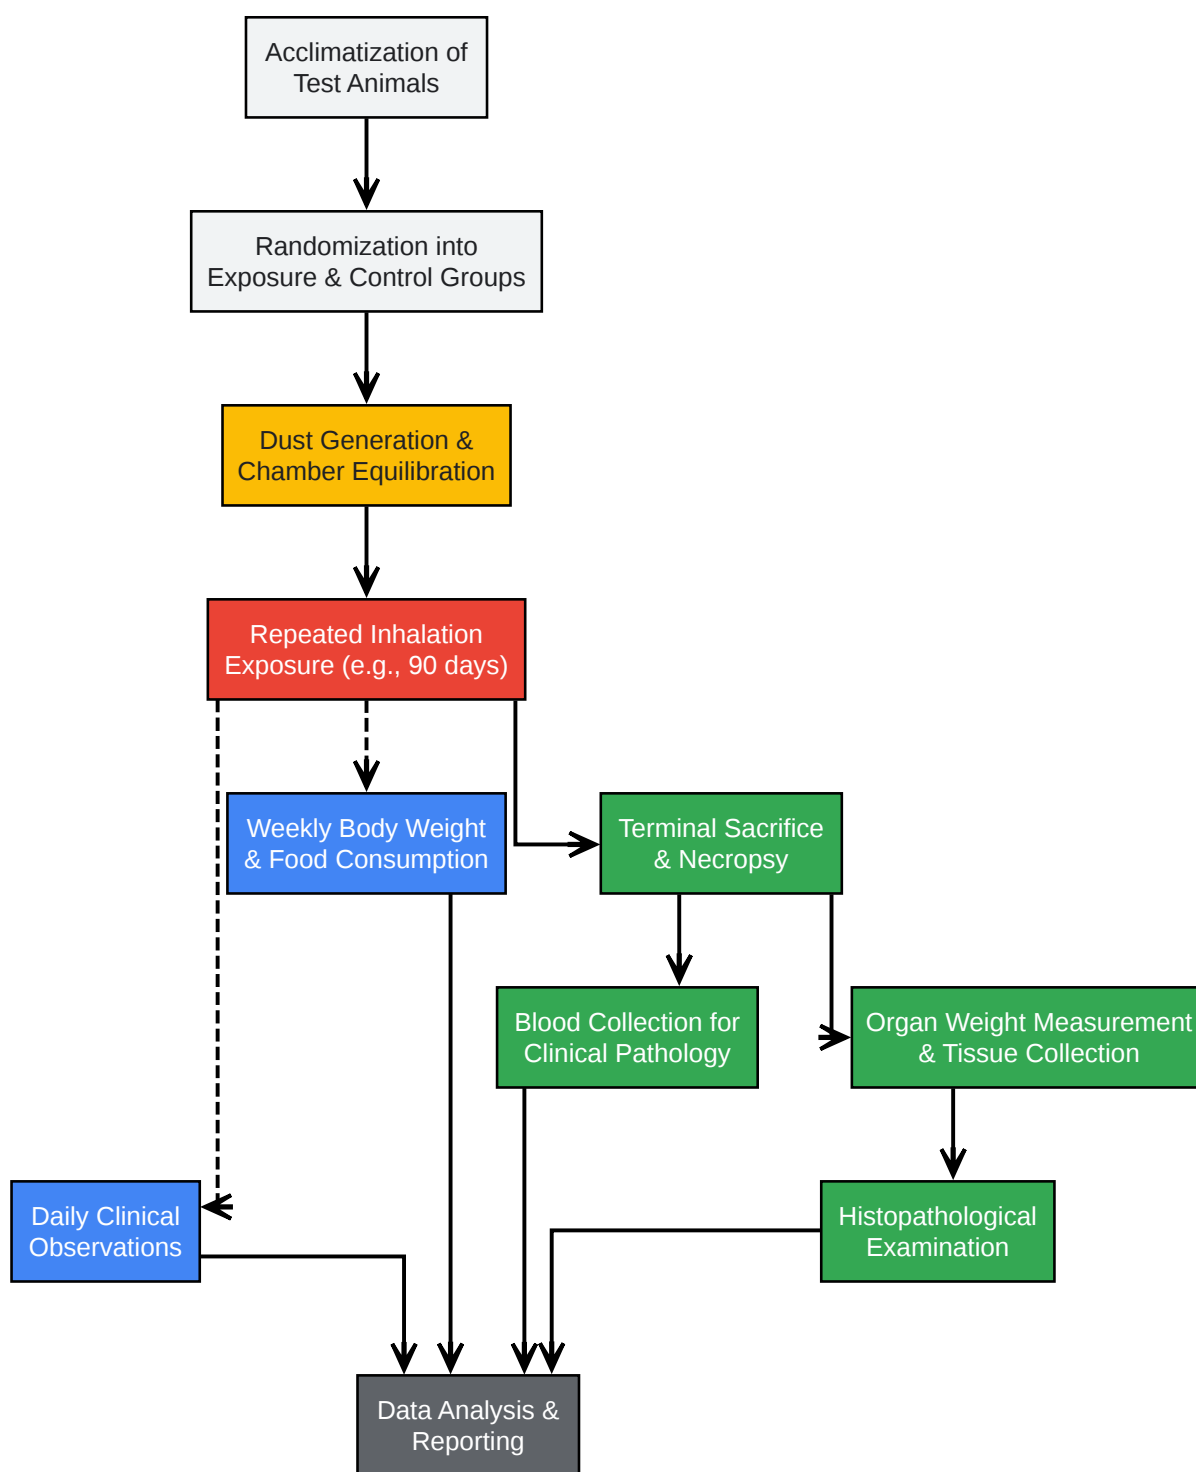 Acclimatization of
Test Animals
Randomization into
Exposure & Control Groups
Dust Generation &
Chamber Equilibration
Repeated Inhalation
Exposure (e.g., 90 days)
Weekly Body Weight
& Food Consumption
Terminal Sacrifice
& Necropsy
Blood Collection for
Clinical Pathology
Organ Weight Measurement
& Tissue Collection
Daily Clinical
Observations
Histopathological
Examination
Data Analysis &
Reporting